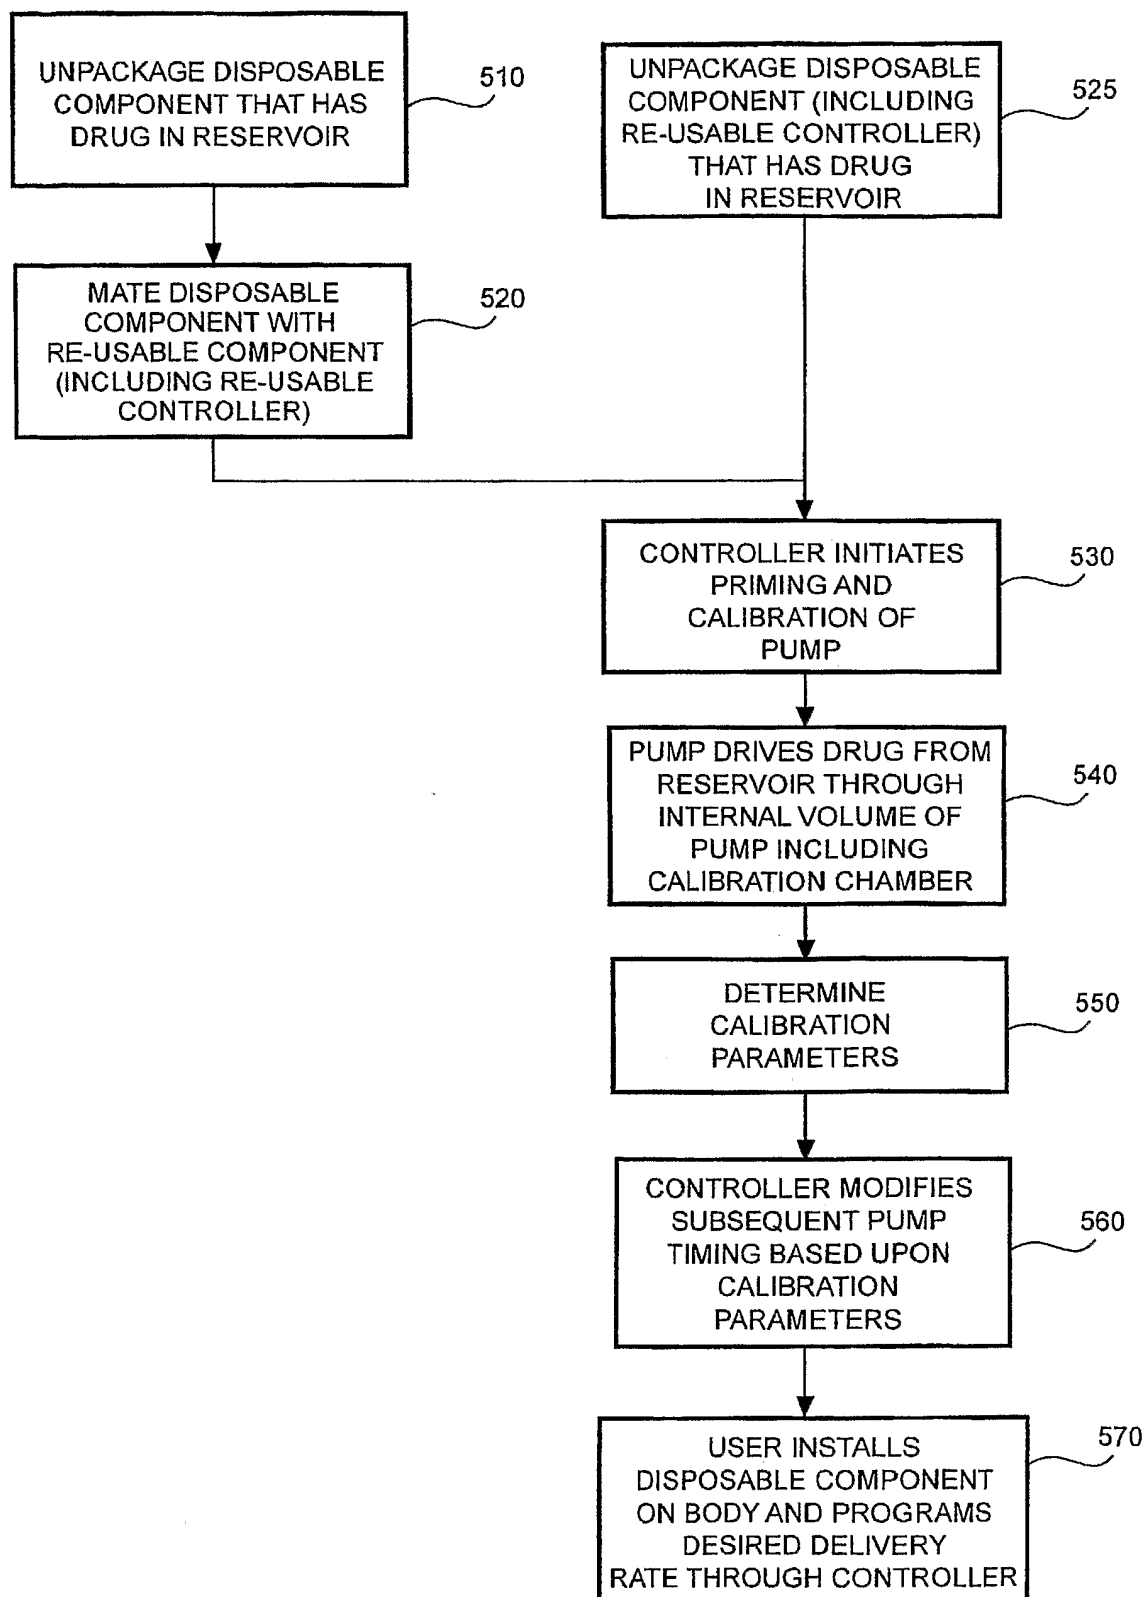 UNPACKAGE DISPOSABLE
COMPONENT THAT HAS
DRUG IN RESERVOIR
510
UNPACKAGE DISPOSABLE
COMPONENT (INCLUDING
RE-USABLE CONTROLLER)
THAT HAS DRUG
IN RESERVOIR
525
MATE DISPOSABLE
COMPONENT WITH
RE-USABLE COMPONENT
(INCLUDING RE-USABLE
CONTROLLER)
520
CONTROLLER INITIATES
PRIMING AND
CALIBRATION OF
PUMP
530
PUMP DRIVES DRUG FROM
RESERVOIR THROUGH
INTERNAL VOLUME OF
PUMP INCLUDING
CALIBRATION CHAMBER
540
DETERMINE
CALIBRATION
PARAMETERS
550
CONTROLLER MODIFIES
SUBSEQUENT PUMP
TIMING BASED UPON
CALIBRATION
PARAMETERS
560
USER INSTALLS
DISPOSABLE COMPONENT
ON BODY AND PROGRAMS
DESIRED DELIVERY
RATE THROUGH CONTROLLER
570